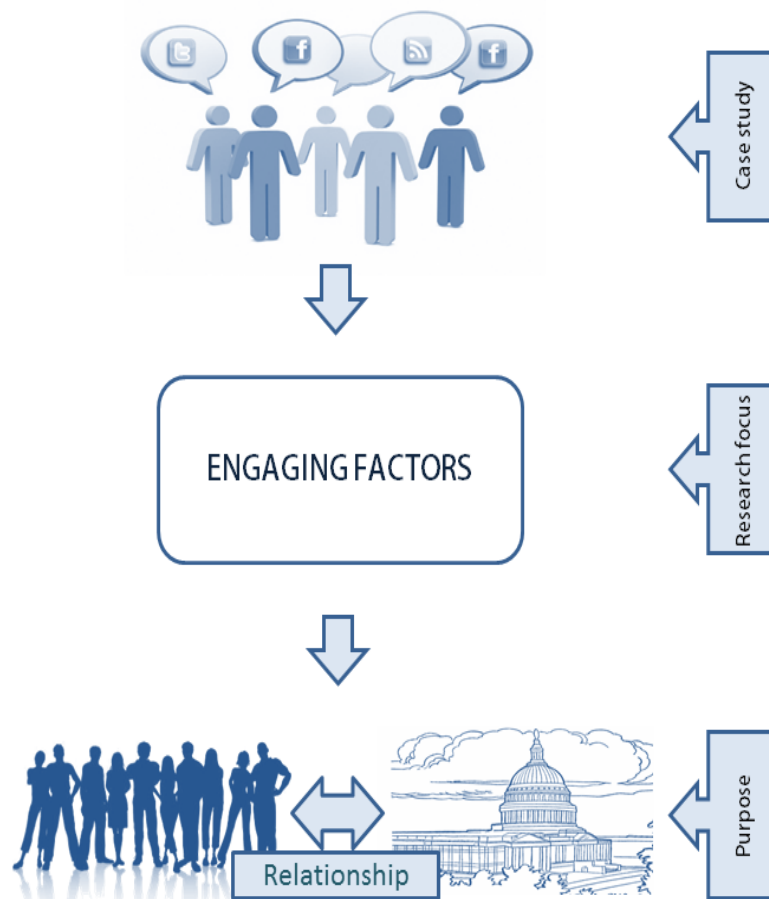 Case study
ENGAGING FACTORS
Research focus
Relationship
Purpose